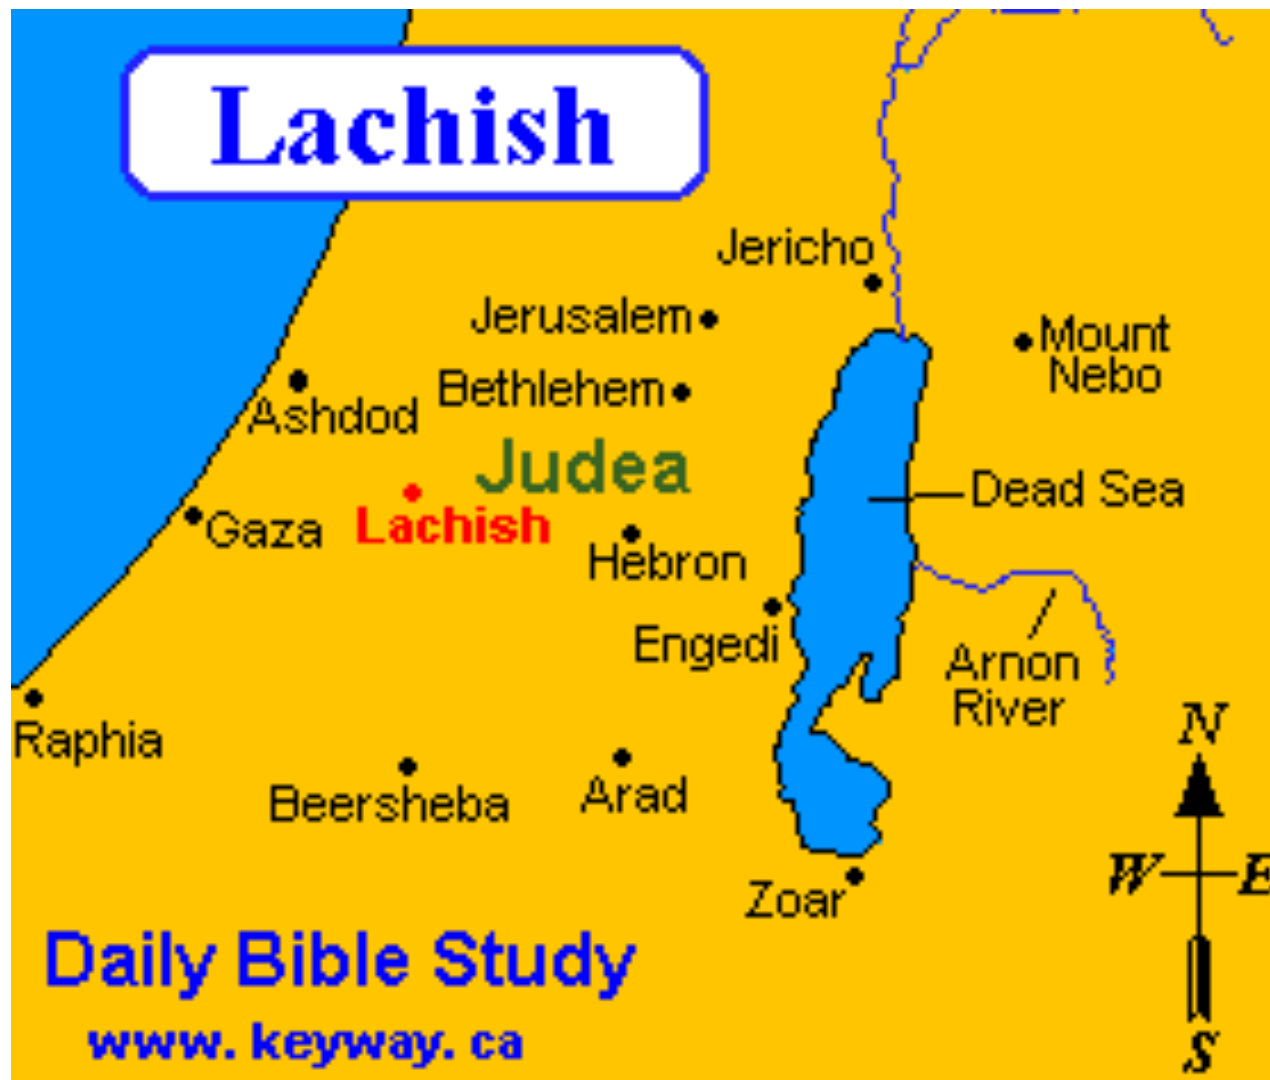 Lachish
Jericho
Jerusalem
Mount
Nebo
Ashdod
Bethlehem
Judea
Dead Sea
Lachish
Gaza
Hebron
Engedi
Arnon
River
Raphia
Beersheba
Arad
Zoar
N
W E
S
Daily Bible Study
www. keyway. ca